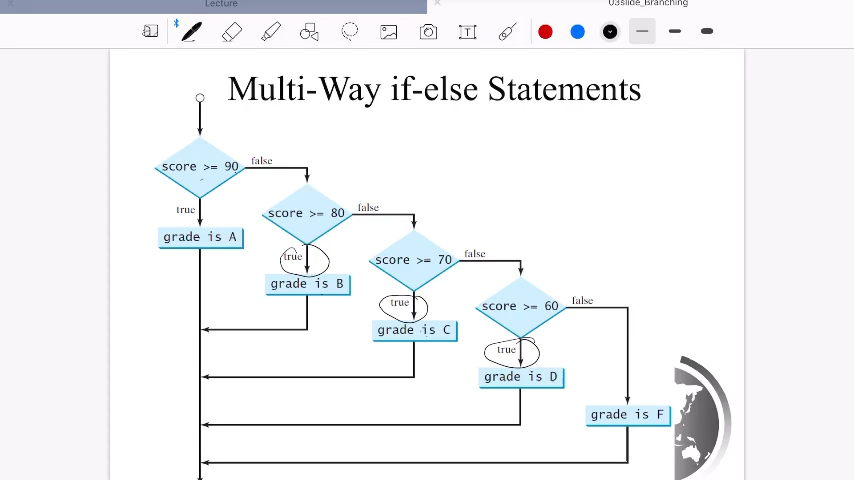 Lecture
03slide_Branching
T
Multi-Way if-else Statements
score >= 90
false
true
grade is A
score >= 80
false
true
grade is B
score >= 70
false
true
grade is C
score >= 60
false
true
grade is D
grade is F